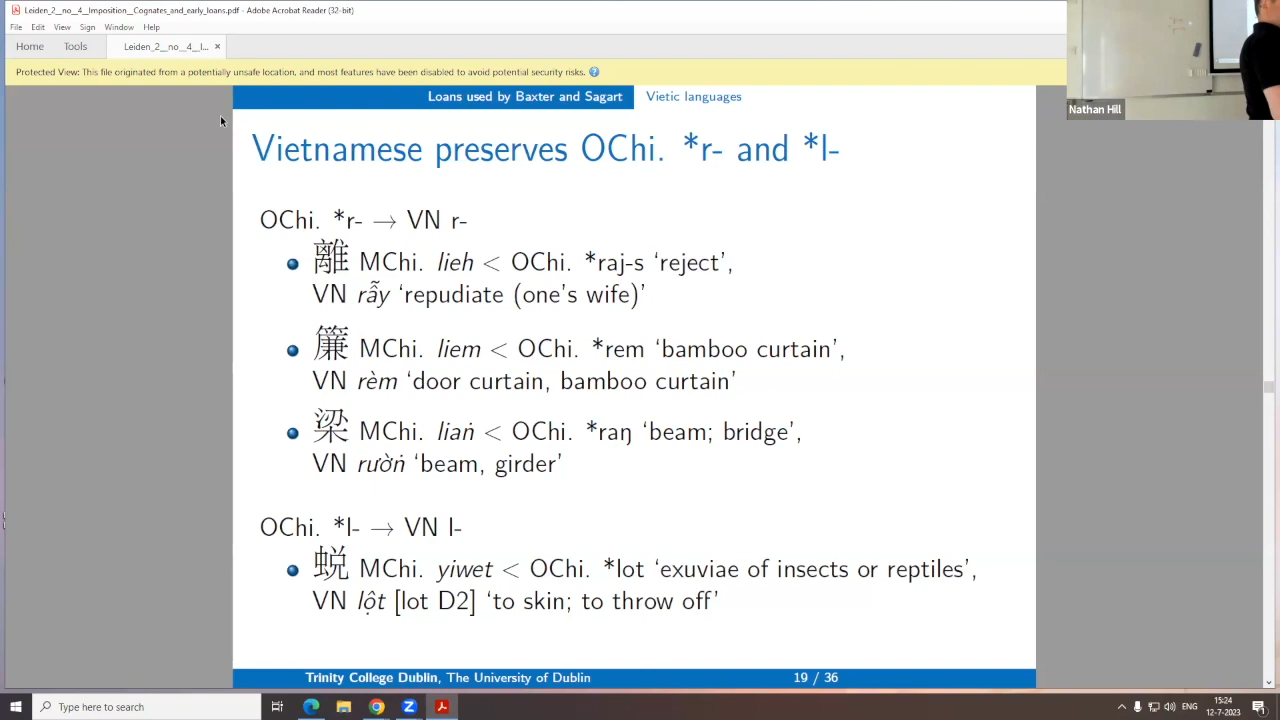 Leiden_2__no__4__Imposition__Cognates_and_early_loans.pdf - Adobe Acrobat Reader (32-bit)
File Edit View Sign Window Help
Home Tools Leiden_2__no__4__I... ×
Protected View: This file originated from a potentially unsafe location, and most features have been disabled to avoid potential security risks. ?
Nathan Hill
Loans used by Baxter and Sagart Vietic languages
Vietnamese preserves OChi. *r- and *l-
OChi. *r- → VN r-
離 MChi. lieh < OChi. *raj-s ‘reject’,
VN rẫy ‘repudiate (one’s wife)’
簾 MChi. liem < OChi. *rem ‘bamboo curtain’,
VN rèm ‘door curtain, bamboo curtain’
梁 MChi. liaṅ < OChi. *raŋ ‘beam; bridge’,
VN rườṅ ‘beam, girder’
OChi. *l- → VN l-
蛻 MChi. yiwet < OChi. *lot ‘exuviae of insects or reptiles’,
VN lột [lot D2] ‘to skin; to throw off’
Trinity College Dublin, The University of Dublin 19 / 36
Type here to search
15:24
12-7-2023